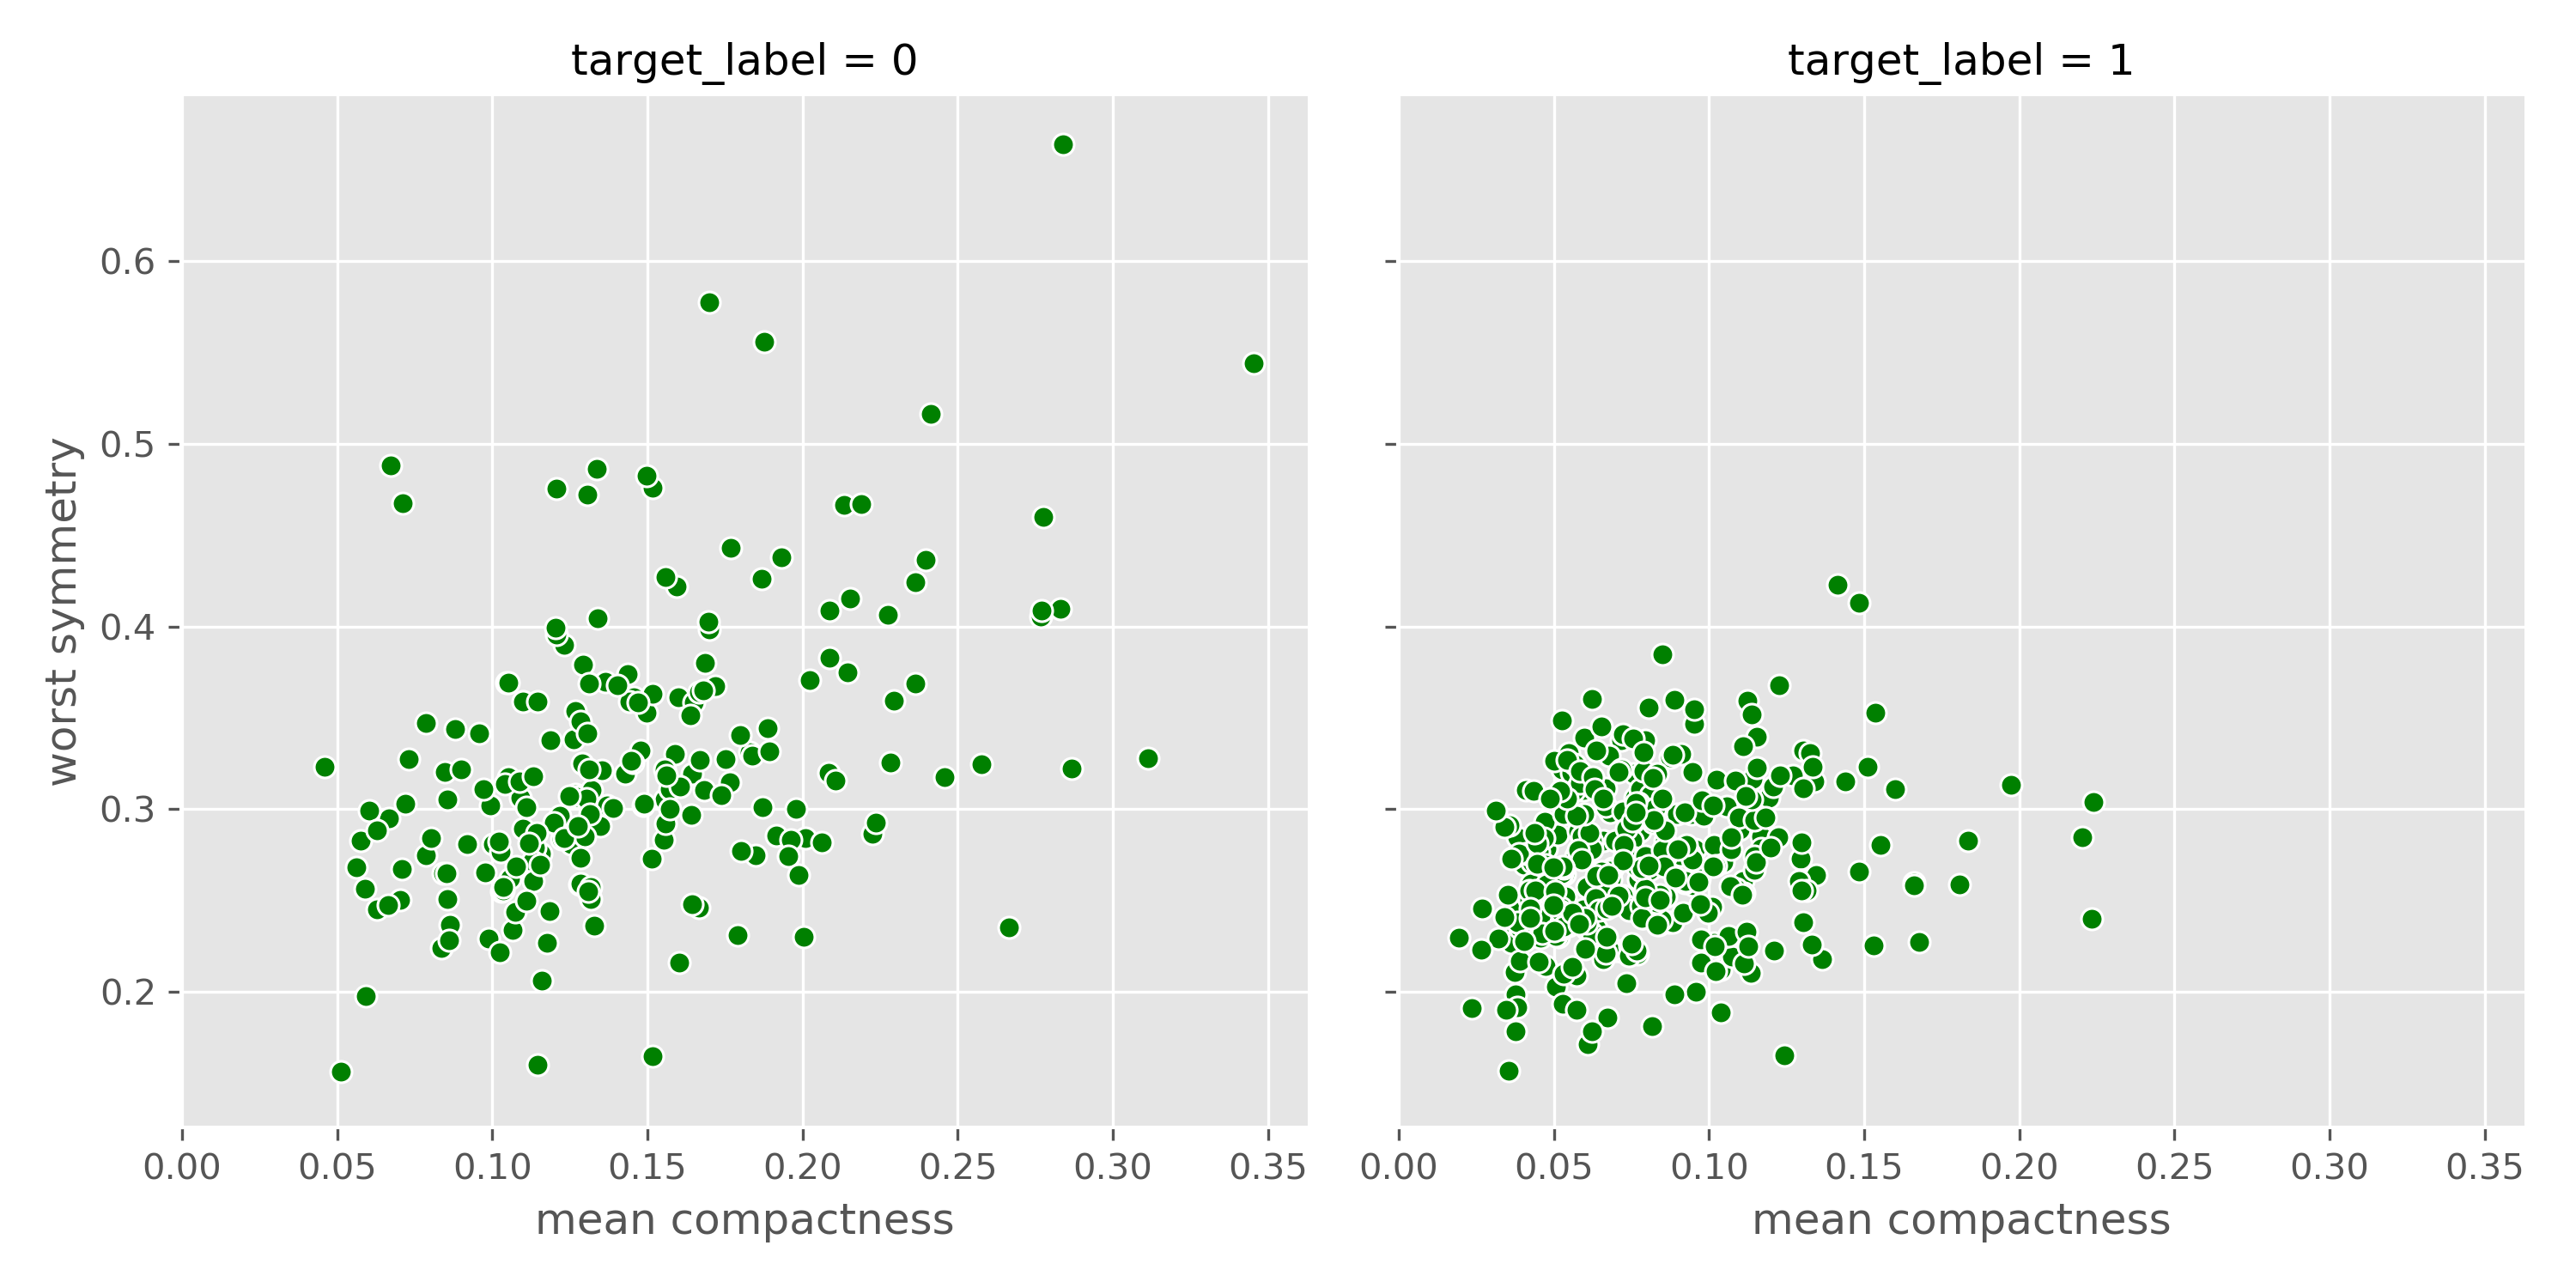 target_label = 0
target_label = 1
worst symmetry
0.6
0.5
0.4
0.3
0.2
0.00 0.05 0.10 0.15 0.20 0.25 0.30 0.35
0.00 0.05 0.10 0.15 0.20 0.25 0.30 0.35
mean compactness
mean compactness